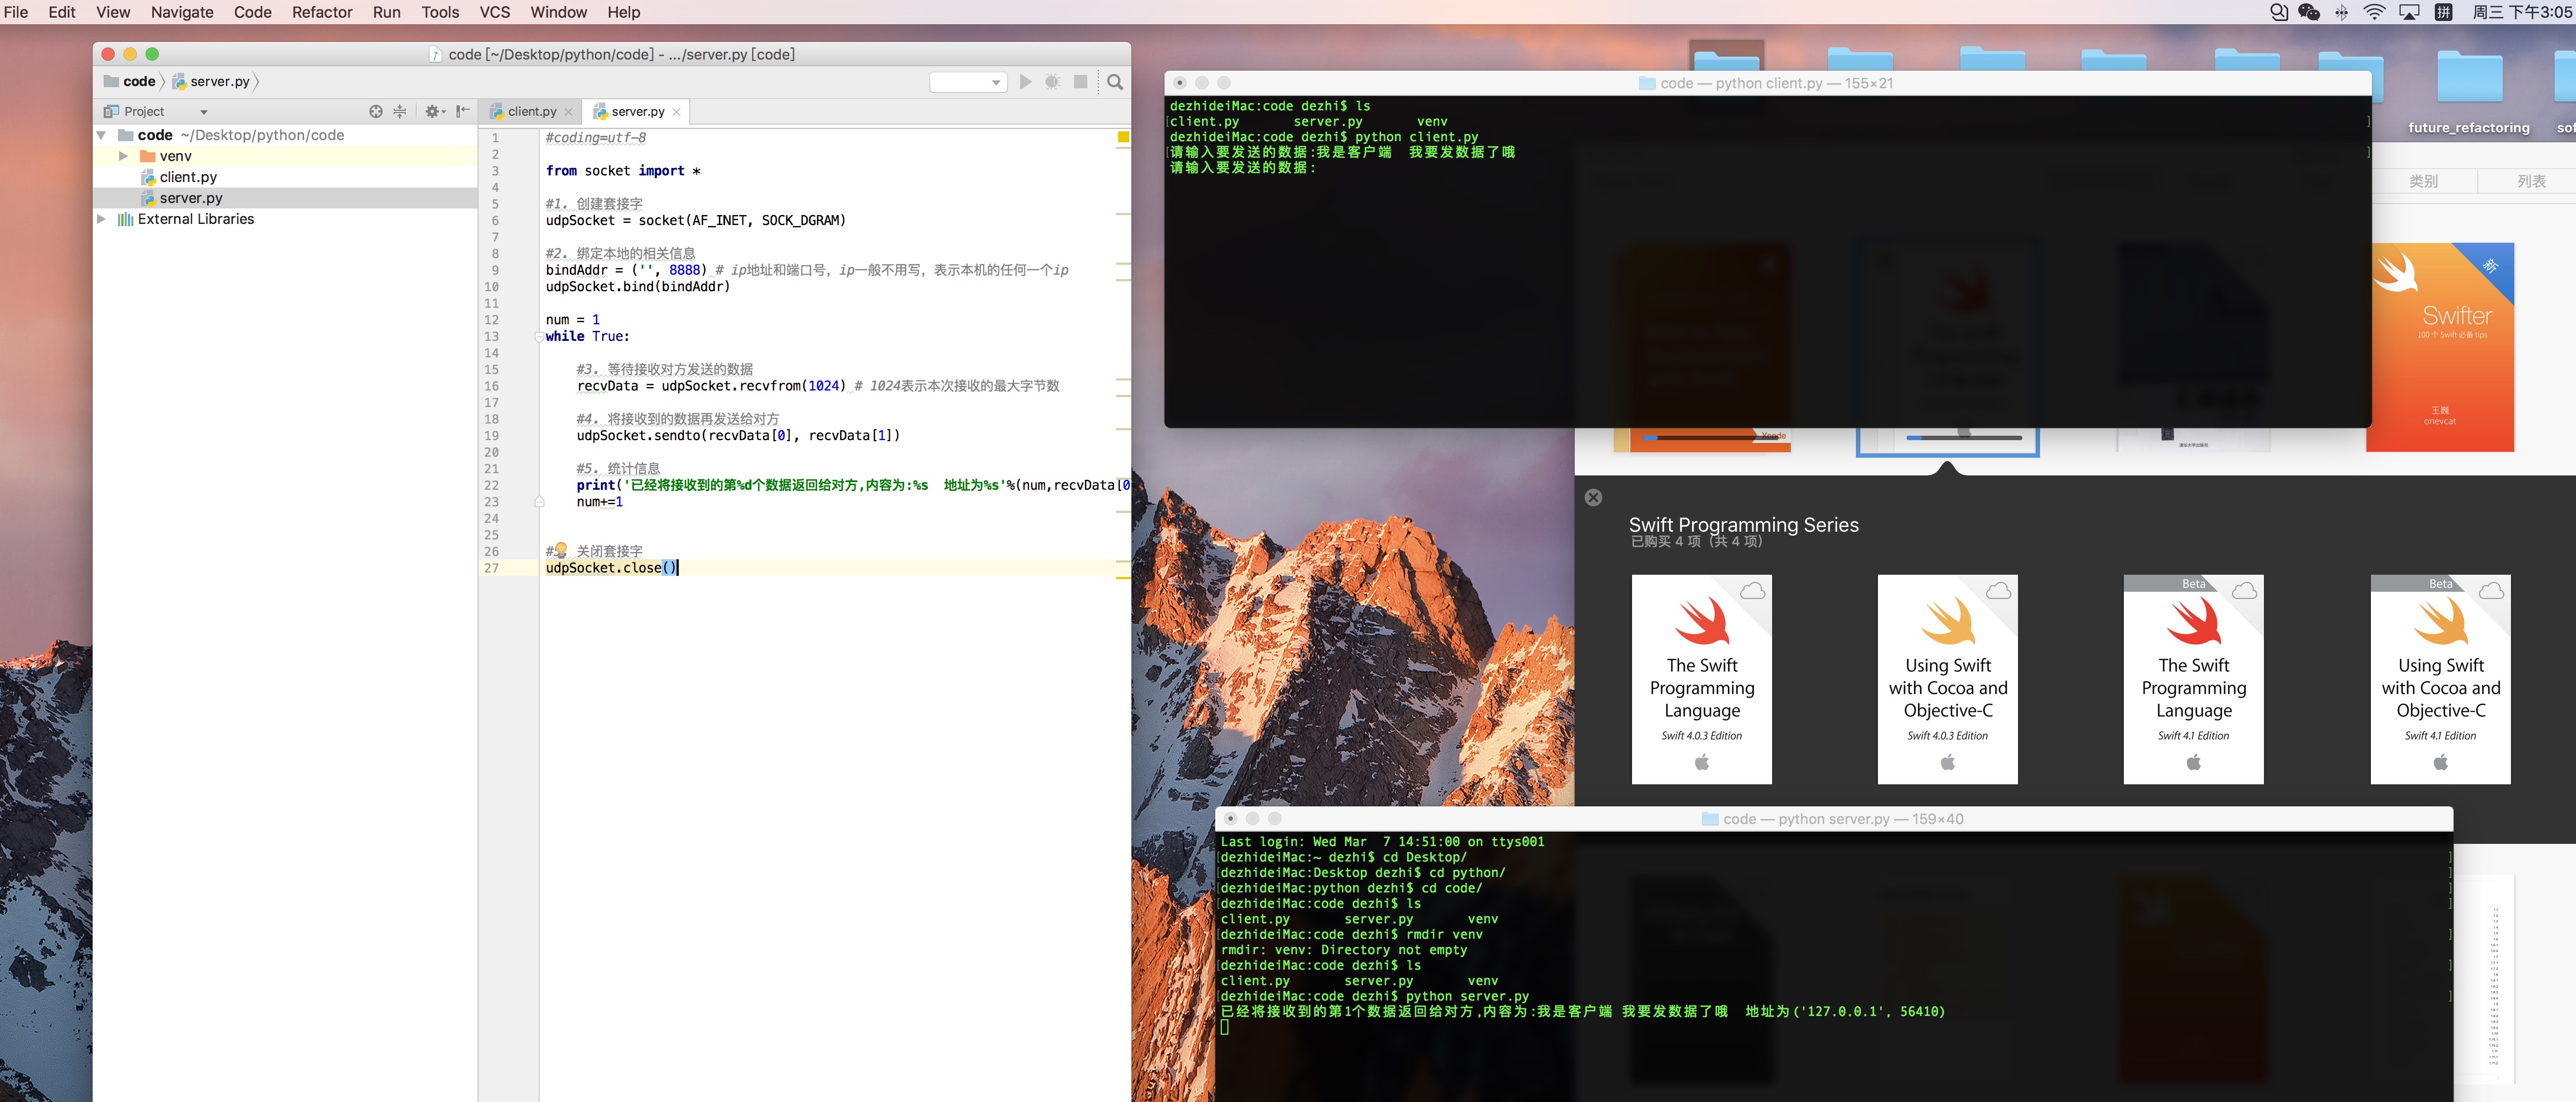 File Edit View Navigate Code Refactor Run Tools VCS Window Help
拼 周三 下午3:05
code [~/Desktop/python/code] - .../server.py [code]
code server.py
Project
code ~/Desktop/python/code
venv
client.py
server.py
External Libraries
client.py server.py
1 #coding=utf-8
2
3 from socket import *
4
5 #1. 创建套接字
6 udpSocket = socket(AF_INET, SOCK_DGRAM)
7
8 #2. 绑定本地的相关信息
9 bindAddr = ('', 8888) # ip地址和端口号，ip一般不用写，表示本机的任何一个ip
10 udpSocket.bind(bindAddr)
11
12 num = 1
13 while True:
14
15 #3. 等待接收对方发送的数据
16 recvData = udpSocket.recvfrom(1024) # 1024表示本次接收的最大字节数
17
18 #4. 将接收到的数据再发送给对方
19 udpSocket.sendto(recvData[0], recvData[1])
20
21 #5. 统计信息
22 print('已经将接收到的第%d个数据返回给对方,内容为:%s  地址为%s'%(num,recvData[0
23 num+=1
24
25
26 # 关闭套接字
27 udpSocket.close()
code — python client.py — 155×21
dezhideiMac:code dezhi$ ls
client.py server.py venv
dezhideiMac:code dezhi$ python client.py
请输入要发送的数据:我是客户端  我要发数据了哦
请输入要发送的数据:
future_refactoring
sof
类别 列表
新
Swifter
100 个 Swift 必备 tips
王巍
onevcat
Xcode
Swift Programming Series
已购买 4 项（共 4 项）
The Swift Programming Language
Swift 4.0.3 Edition
Using Swift with Cocoa and Objective-C
Swift 4.0.3 Edition
Beta
The Swift Programming Language
Swift 4.1 Edition
Beta
Using Swift with Cocoa and Objective-C
Swift 4.1 Edition
code — python server.py — 159×40
Last login: Wed Mar  7 14:51:00 on ttys001
[dezhideiMac:~ dezhi$ cd Desktop/
[dezhideiMac:Desktop dezhi$ cd python/
[dezhideiMac:python dezhi$ cd code/
[dezhideiMac:code dezhi$ ls
client.py server.py venv
[dezhideiMac:code dezhi$ rmdir venv
rmdir: venv: Directory not empty
[dezhideiMac:code dezhi$ ls
client.py server.py venv
[dezhideiMac:code dezhi$ python server.py
已经将接收到的第1个数据返回给对方,内容为:我是客户端 我要发数据了哦  地址为('127.0.0.1', 56410)